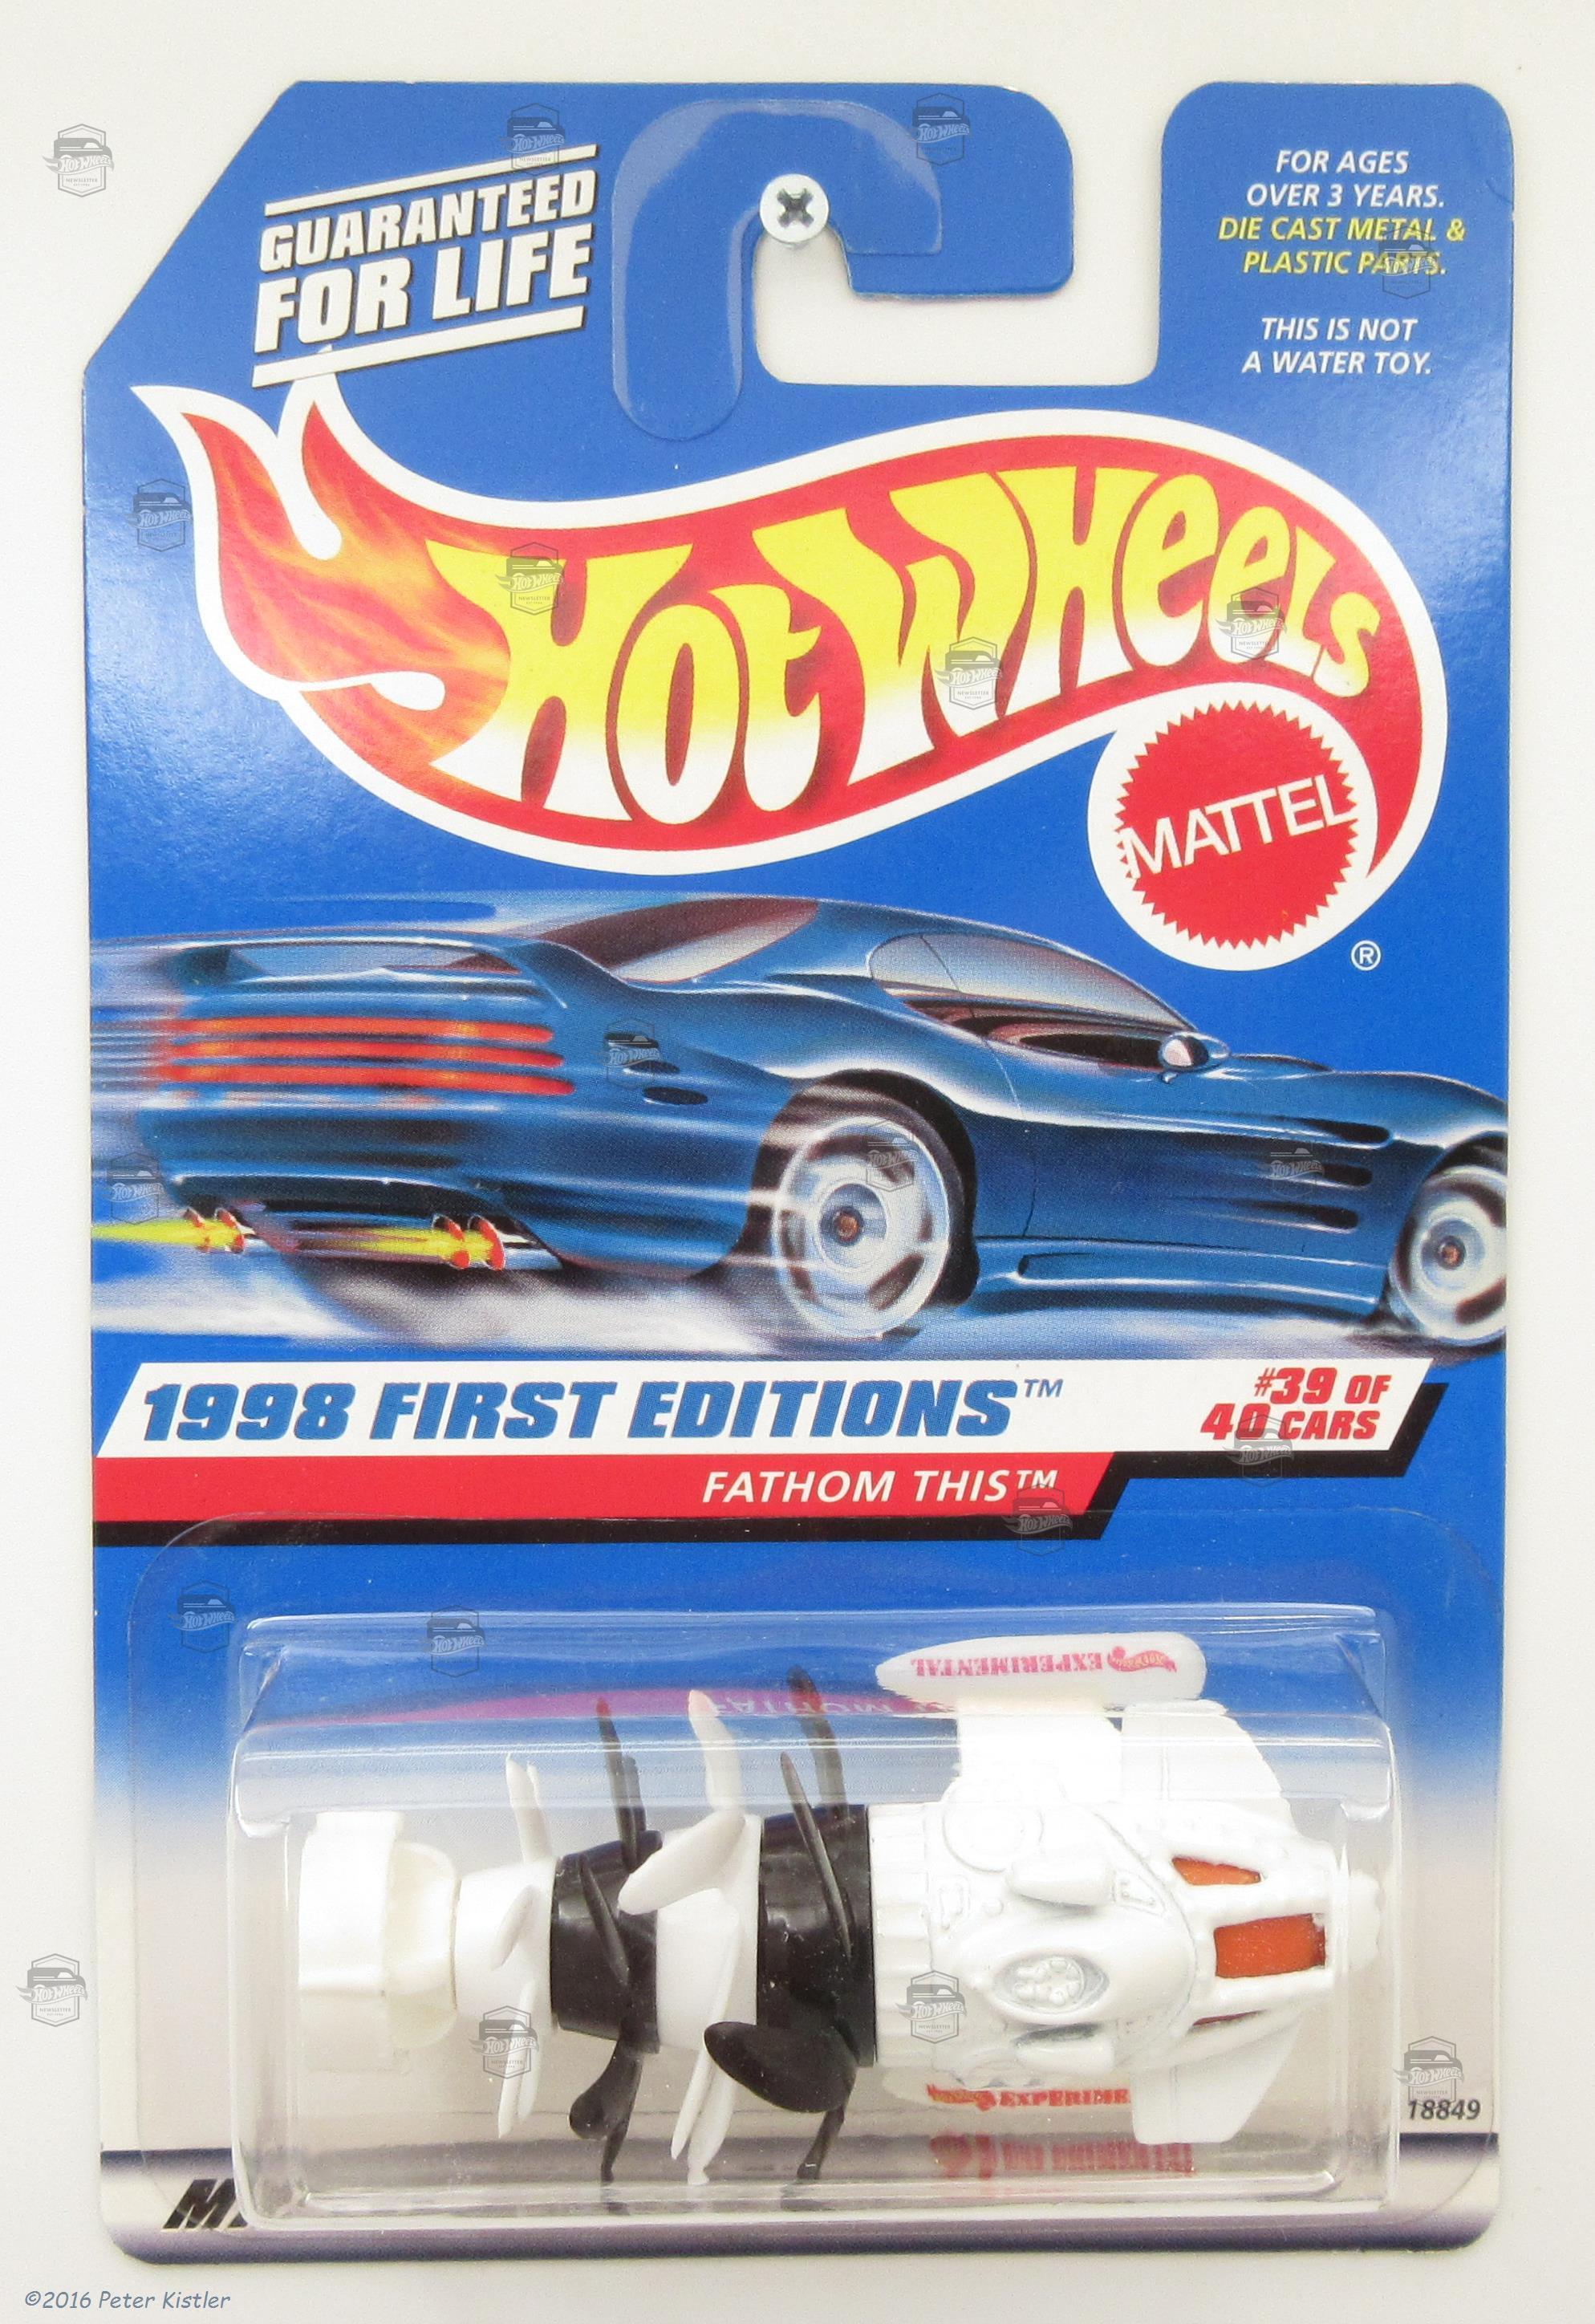 GUARANTEED
FOR LIFE
FOR AGES
OVER 3 YEARS.
DIE CAST METAL &
PLASTIC PARTS.
THIS IS NOT
A WATER TOY.
Hot Wheels
MATTEL
®
1998 FIRST EDITIONS™
#39 OF
40 CARS
FATHOM THIS™
EXPERIMENTAL
EXPERIME
18849
©2016 Peter Kistler